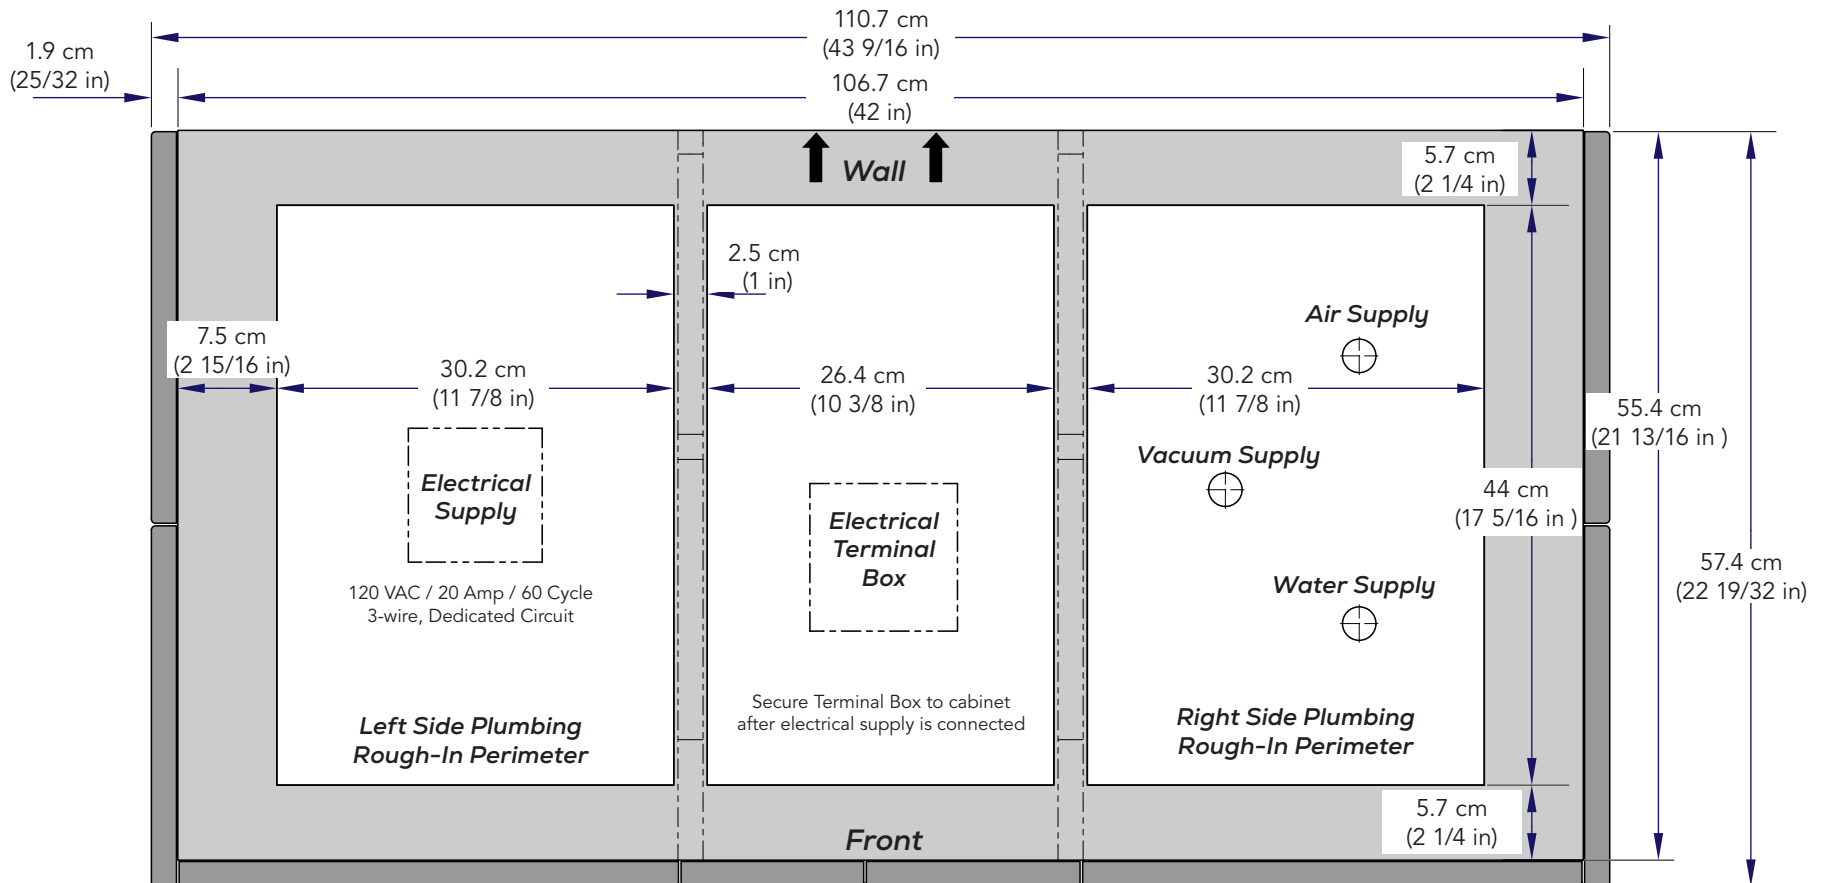 110.7 cm
(43 9/16 in)
1.9 cm
(25/32 in)
106.7 cm
(42 in)
Wall
5.7 cm
(2 1/4 in)
2.5 cm
(1 in)
Air Supply
7.5 cm
(2 15/16 in)
30.2 cm
(11 7/8 in)
26.4 cm
(10 3/8 in)
30.2 cm
(11 7/8 in)
55.4 cm
(21 13/16 in )
Vacuum Supply
Electrical
Supply
44 cm
(17 5/16 in )
Electrical
Terminal
Box
57.4 cm
(22 19/32 in)
Water Supply
120 VAC / 20 Amp / 60 Cycle
3-wire, Dedicated Circuit
Secure Terminal Box to cabinet
after electrical supply is connected
Left Side Plumbing
Rough-In Perimeter
Right Side Plumbing
Rough-In Perimeter
5.7 cm
(2 1/4 in)
Front